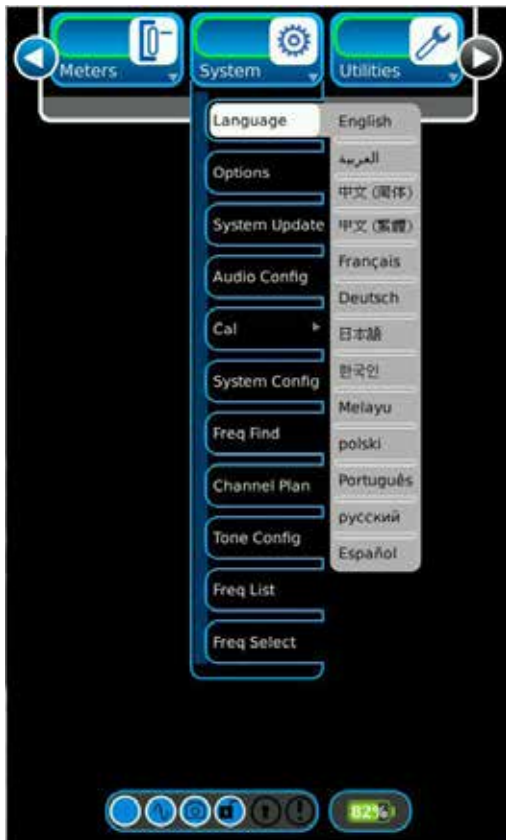 Meters
System
Utilities
Language
Options
System Update
Audio Config
Cal
System Config
Freq Find
Channel Plan
Tone Config
Freq List
Freq Select
English
العربية
中文 (简体)
中文 (繁體)
Français
Deutsch
日本語
한국인
Melayu
polski
Português
русский
Español
82%